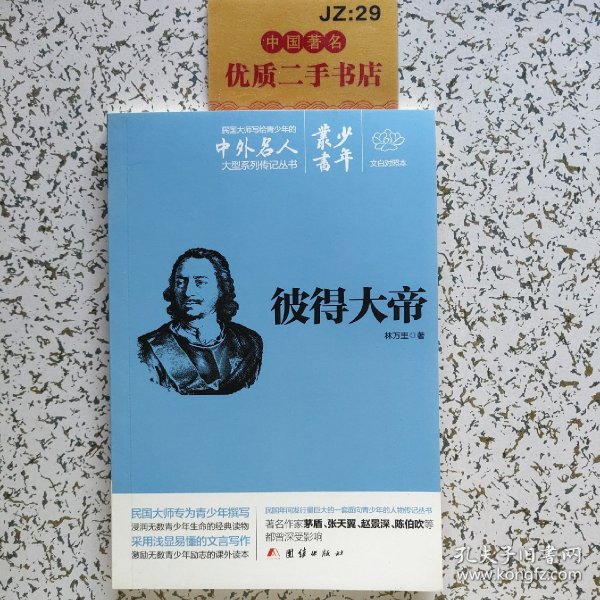 JZ:29
中国著名
优质二手书店
民国大师写给青少年的
中外名人
大型系列传记丛书
少年
叢書
文白对照本
彼得大帝
林万里◎著
民国大师专为青少年撰写
浸润无数青少年生命的经典读物
采用浅显易懂的文言写作
激励无数青少年励志的课外读本
民国年间发行量巨大的一套面向青少年的人物传记丛书
著名作家茅盾、张天翼、赵景深、陈伯吹等
都曾深受影响
团结出版社
孔夫子旧书网
kongfz.com